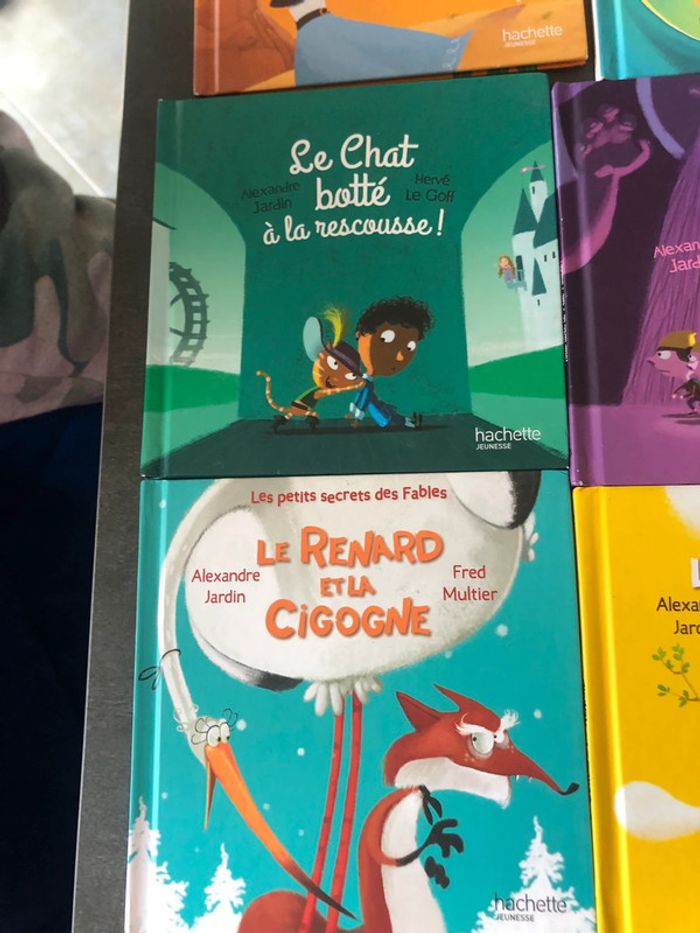 hachette
JEUNESSE
Le Chat
botté
à la rescousse !
Alexandre
Jardin
Hervé
Le Goff
hachette
JEUNESSE
Les petits secrets des Fables
LE RENARD
ET LA
CIGOGNE
Alexandre
Jardin
Fred
Multier
hachette
JEUNESSE